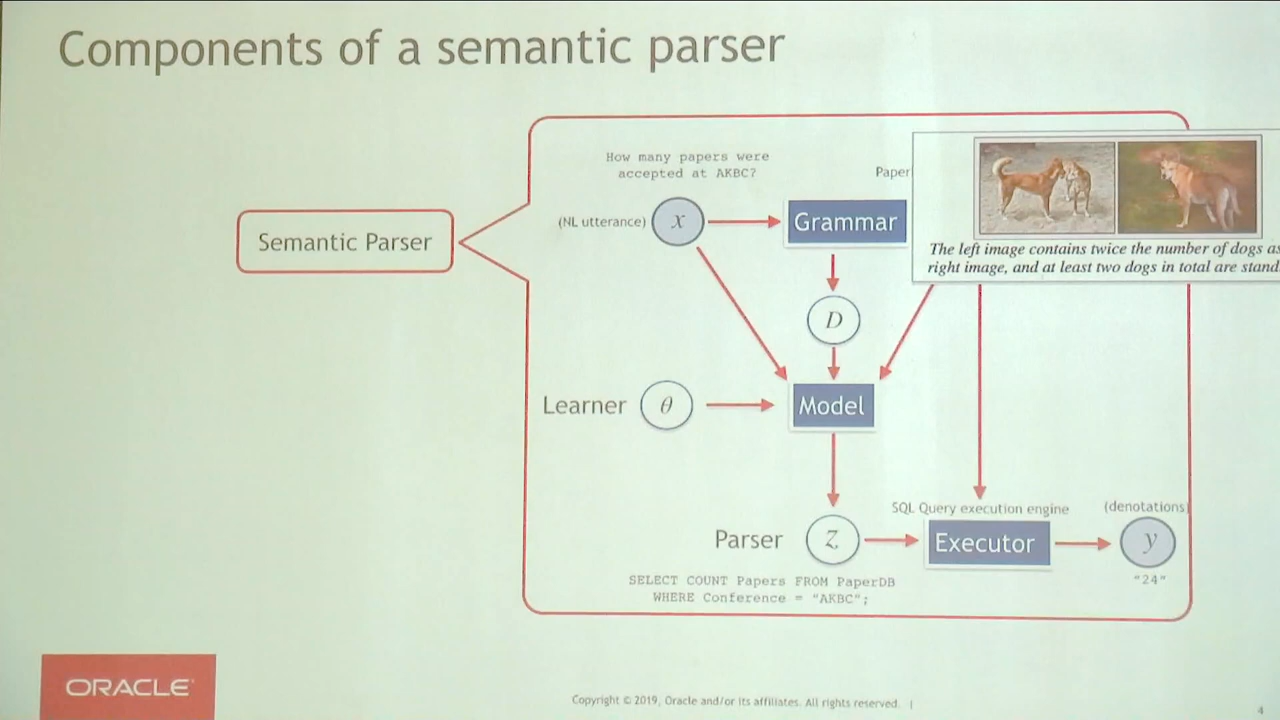 Components of a semantic parser
How many papers were
accepted at AKBC?
Paper
(NL utterance)
x
Grammar
Semantic Parser
The left image contains twice the number of dogs as
right image, and at least two dogs in total are stand
D
Learner
θ
Model
SQL Query execution engine
(denotations)
Parser
Z
Executor
y
SELECT COUNT Papers FROM PaperDB
WHERE Conference = "AKBC";
"24"
ORACLE
Copyright © 2019, Oracle and/or its affiliates. All rights reserved. |
4